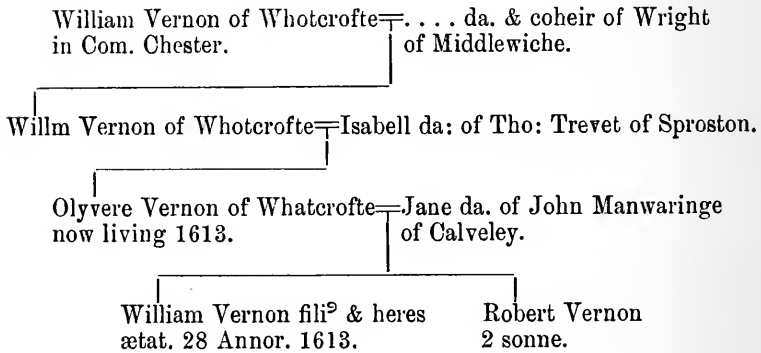 William Vernon of Whotcrofte=. . . . da. & coheir of Wright
in Com. Chester. of Middlewiche.
Willm Vernon of Whotcrofte=Isabell da: of Tho: Trevet of Sproston.
Olyvere Vernon of Whatcrofte=Jane da. of John Manwaringe
now living 1613. of Calveley.
William Vernon filiꝰ & heres Robert Vernon
ætat. 28 Annor. 1613. 2 sonne.